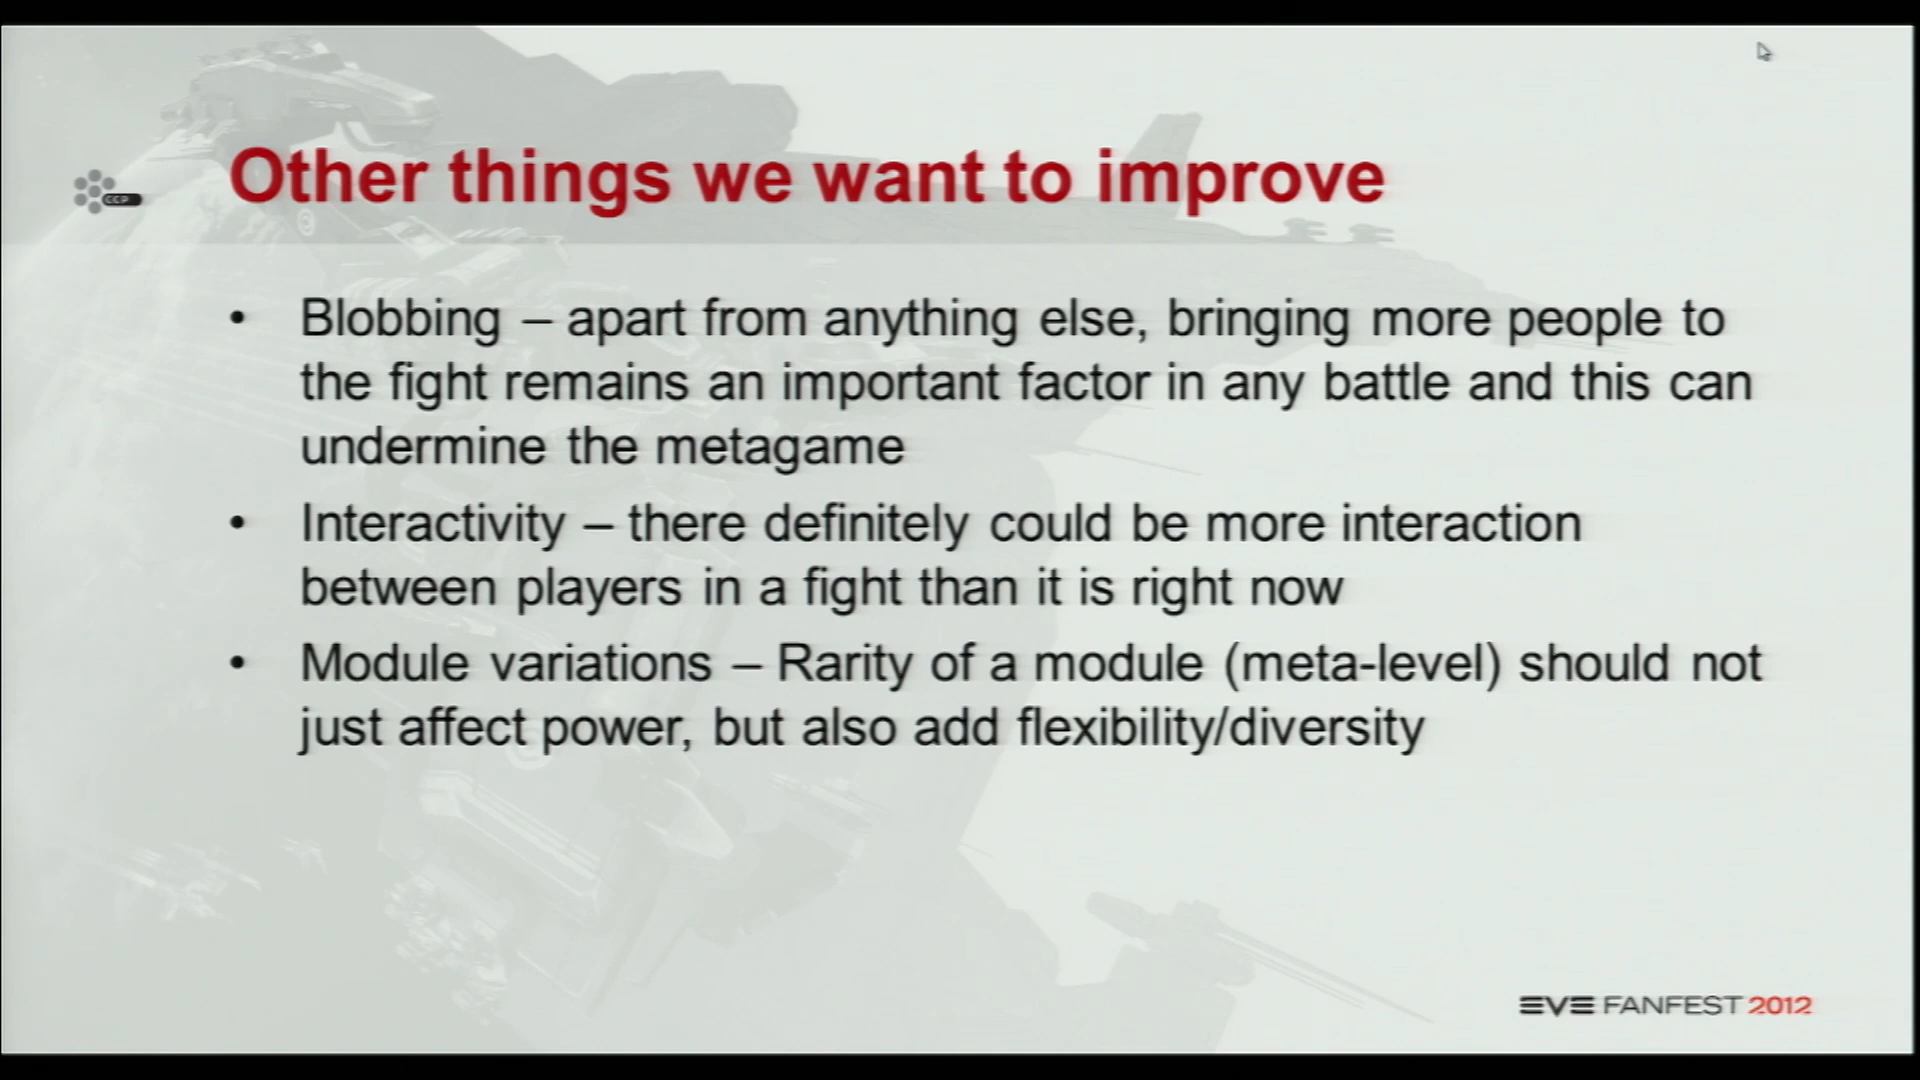 CCP
Other things we want to improve
• Blobbing – apart from anything else, bringing more people to
the fight remains an important factor in any battle and this can
undermine the metagame
• Interactivity – there definitely could be more interaction
between players in a fight than it is right now
• Module variations – Rarity of a module (meta-level) should not
just affect power, but also add flexibility/diversity
EVE FANFEST 2012